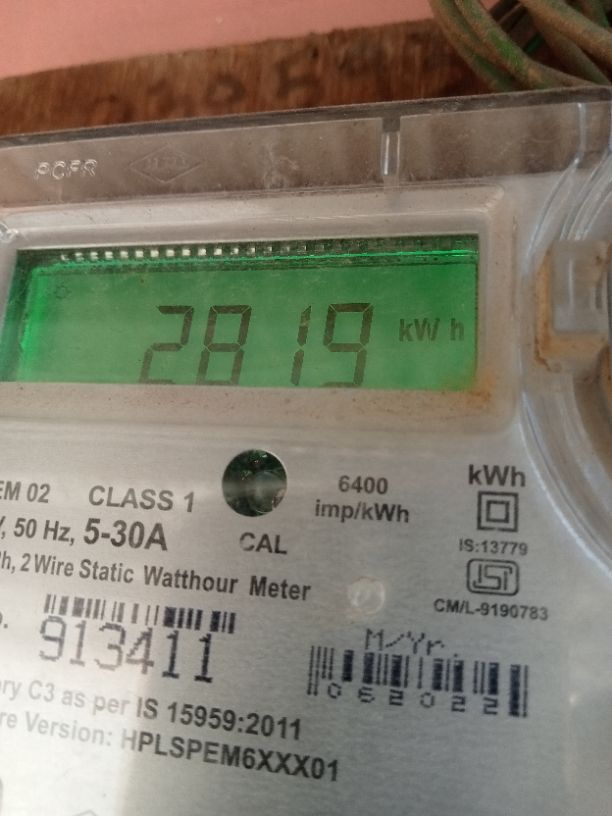 PCFR
2819 kWh
EM 02 CLASS 1
6400
imp/kWh
kWh
, 50 Hz, 5-30A
CAL
IS:13779
h, 2 Wire Static Watthour Meter
ISI
CM/L-9190783
913411
M/Yr.
062022
ry C3 as per IS 15959:2011
re Version: HPLSPEM6XXX01